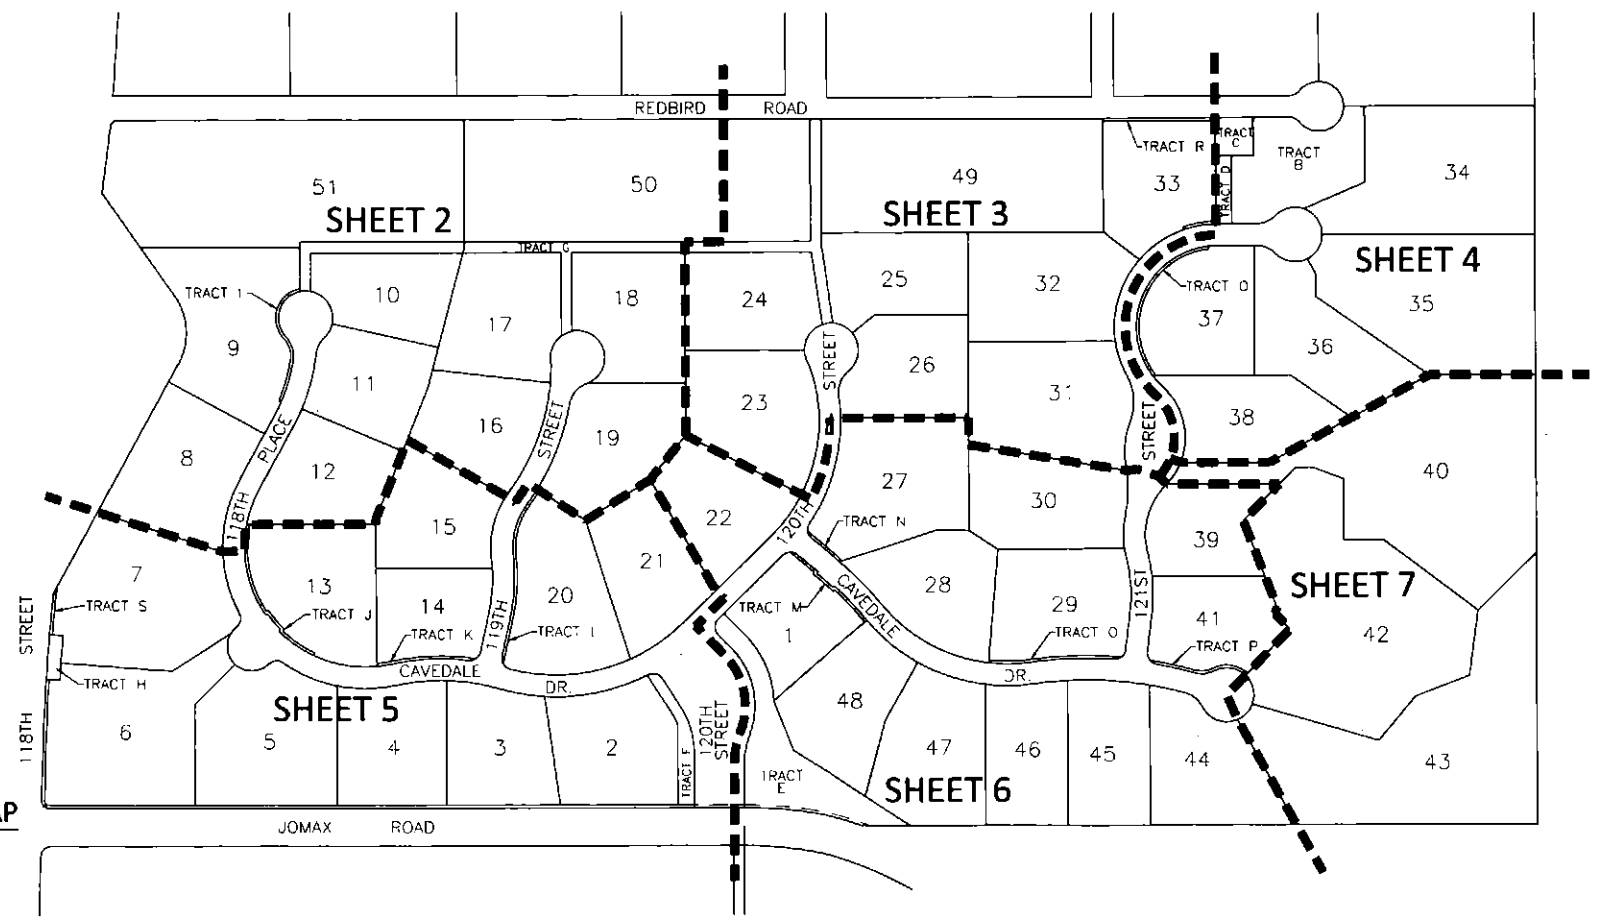 REDBIRD ROAD
TRACT R
TRACT C
TRACT B
TRACT D
51
50
49
33
34
SHEET 2
SHEET 3
SHEET 4
TRACT G
TRACT I
10
18
24
25
32
TRACT O
37
35
9
17
36
11
STREET
26
23
31
38
16
19
STREET
STREET
PLACE
8
12
27
30
40
15
22
118TH
120TH
TRACT N
39
7
13
14
20
21
28
29
121ST
SHEET 7
STREET
TRACT S
TRACT J
TRACT K
119TH
TRACT L
TRACT M
1
CAVEDALE
TRACT O
41
TRACT P
42
TRACT H
CAVEDALE
DR.
DR.
SHEET 5
48
118TH
6
5
4
3
2
TRACT F
120TH
STREET
47
46
45
44
43
TRACT
E
SHEET 6
AP
JOMAX ROAD